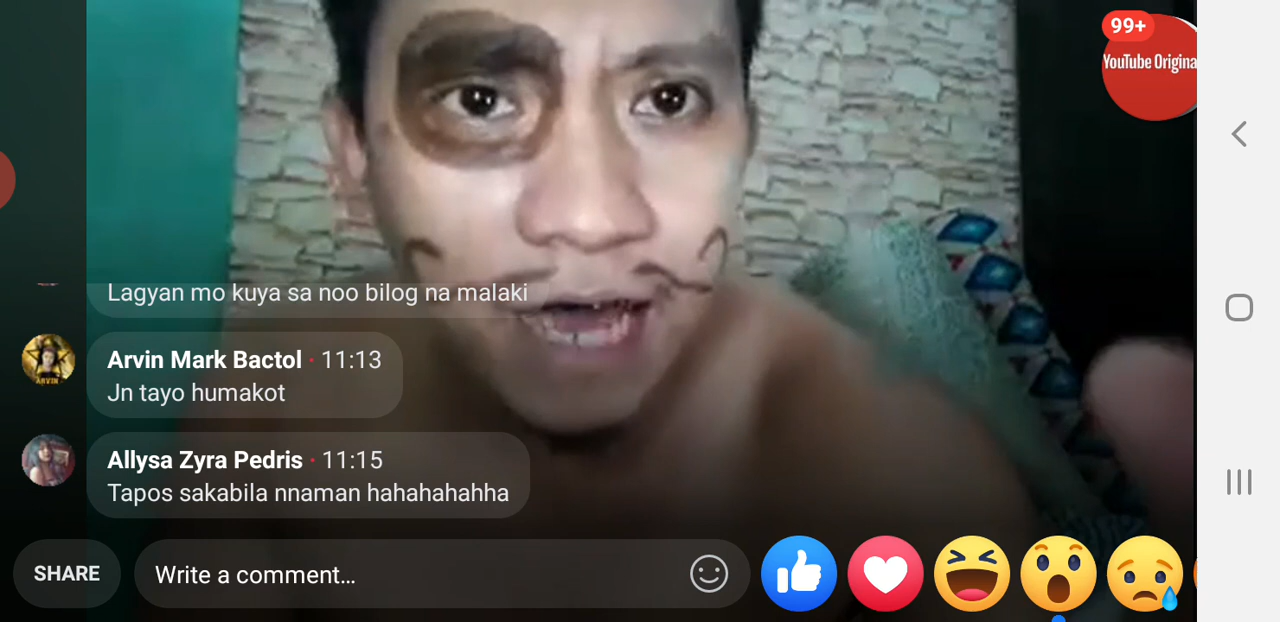 99+
YouTube Origina
Lagyan mo kuya sa noo bilog na malaki
Arvin Mark Bactol · 11:13
Jn tayo humakot
Allysa Zyra Pedris · 11:15
Tapos sakabila nnaman hahahahahha
SHARE
Write a comment...